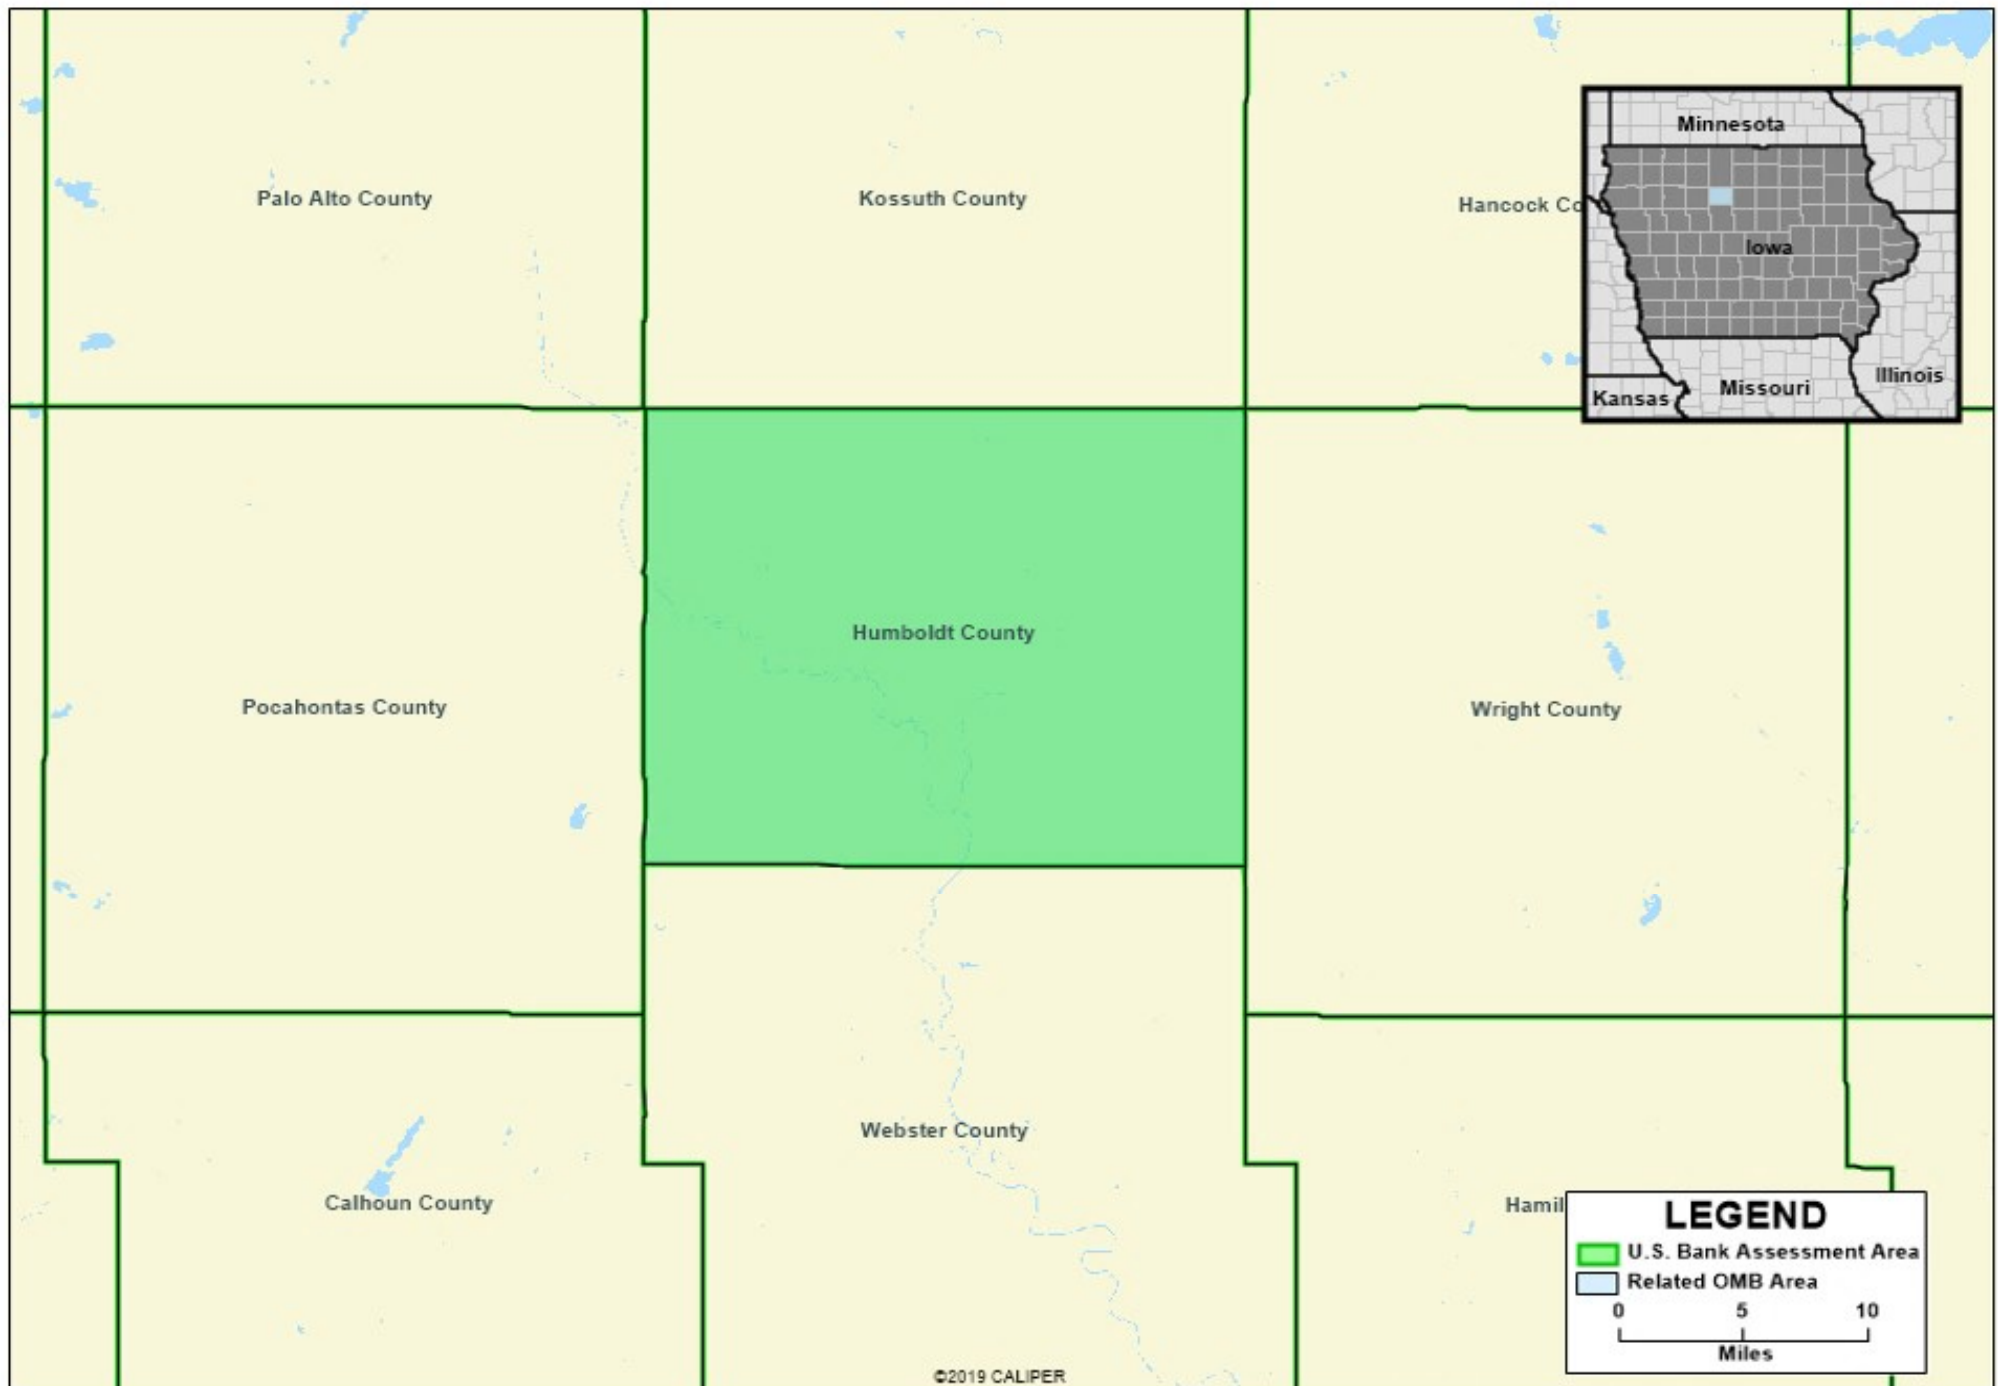 Palo Alto County
Kossuth County
Hancock Co
Minnesota
Iowa
Illinois
Missouri
Kansas
Humboldt County
Pocahontas County
Wright County
Webster County
Calhoun County
Hamil
LEGEND
U.S. Bank Assessment Area
Related OMB Area
0 5 10
Miles
©2019 CALIPER